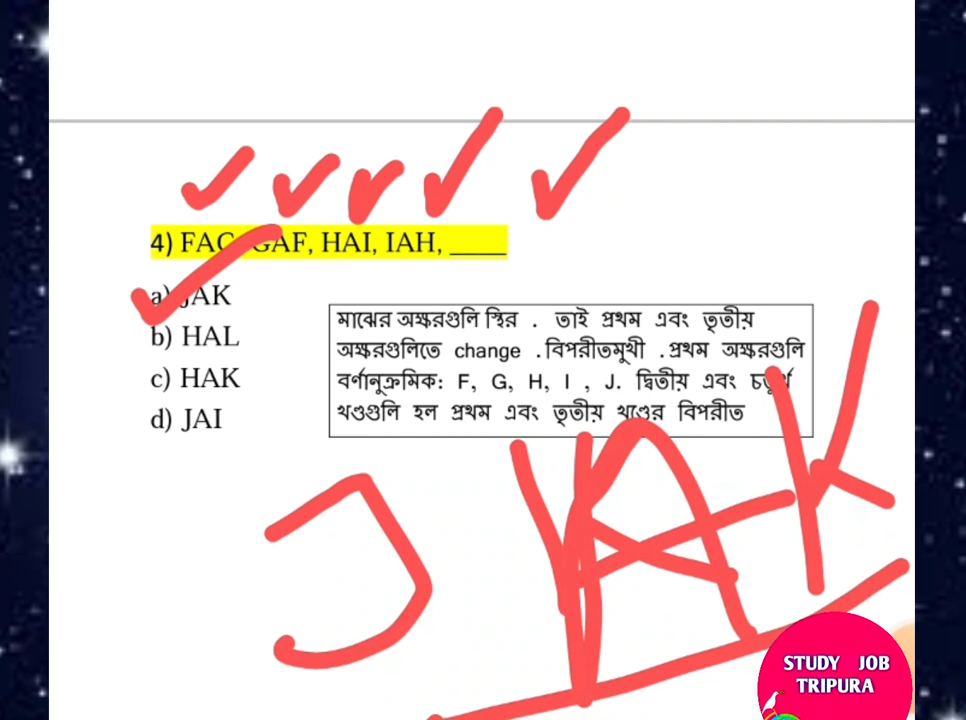 4) GAF, HAI, IAH, ____
a) JAK
b) HAL
c) HAK
d) JAI
মাঝের অক্ষরগুলি স্থির . তাই প্রথম এবং তৃতীয়
অক্ষরগুলিতে change .বিপরীতমুখী .প্রথম অক্ষরগুলি
বর্ণানুক্রমিক: F, G, H, I , J. দ্বিতীয় এবং চতুর্থ
খণ্ডগুলি হল প্রথম এবং তৃতীয় খণ্ডের বিপরীত
JAK
STUDY JOB
TRIPURA